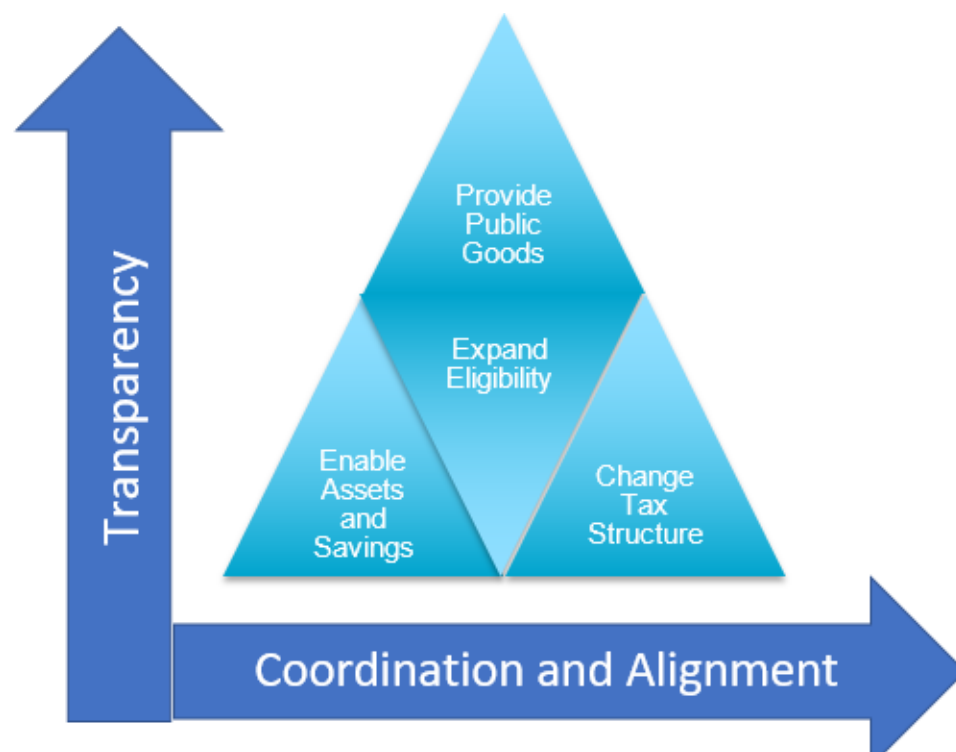 Transparency
Provide
Public
Goods
Expand
Eligibility
Enable
Assets
and
Savings
Change
Tax
Structure
Coordination and Alignment